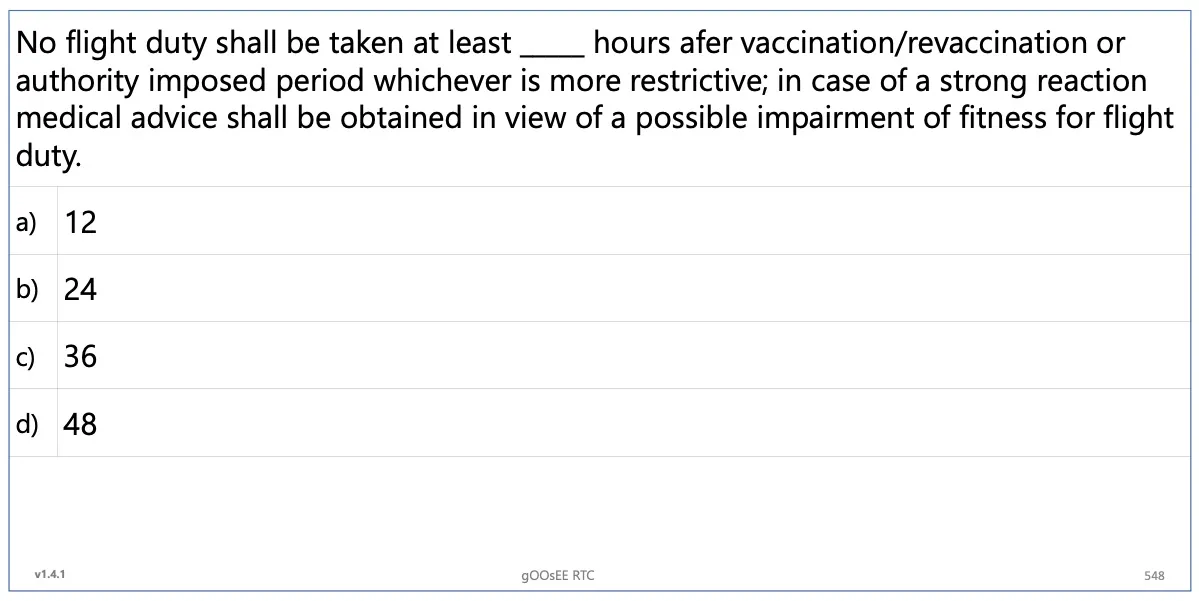 No flight duty shall be taken at least _____ hours afer vaccination/revaccination or
authority imposed period whichever is more restrictive; in case of a strong reaction
medical advice shall be obtained in view of a possible impairment of fitness for flight
duty.
a) 12
b) 24
c) 36
d) 48
v1.4.1 gOOsEE RTC 548